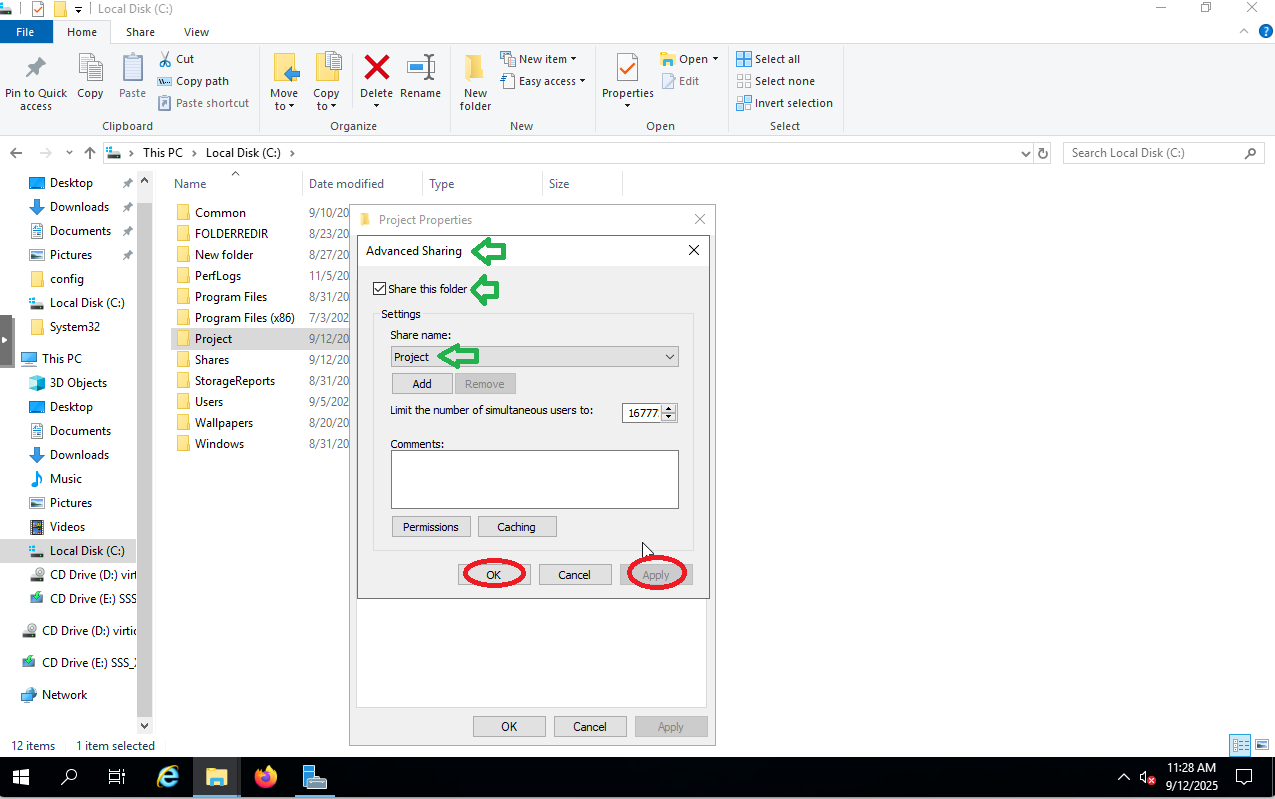 Local Disk (C:)
File Home Share View
Pin to Quick access
Copy
Paste
Cut
Copy path
Paste shortcut
Clipboard
Move to
Copy to
Delete
Rename
Organize
New folder
New item
Easy access
New
Properties
Open
Edit
Open
Select all
Select none
Invert selection
Select
This PC Local Disk (C:)
Search Local Disk (C:)
Desktop
Downloads
Documents
Pictures
config
Local Disk (C:)
System32
This PC
3D Objects
Desktop
Documents
Downloads
Music
Pictures
Videos
Local Disk (C:)
CD Drive (D:) virti
CD Drive (E:) SSS
CD Drive (D:) virtic
CD Drive (E:) SSS_
Network
Name Date modified Type Size
Common 9/10/20
FOLDERREDIR 8/23/20
New folder 8/27/20
PerfLogs 11/5/20
Program Files 8/31/20
Program Files (x86) 7/3/202
Project 9/12/20
Shares 9/12/20
StorageReports 8/31/20
Users 9/5/202
Wallpapers 8/20/20
Windows 8/31/20
Project Properties
Advanced Sharing
Share this folder
Settings
Share name:
Project
Add Remove
Limit the number of simultaneous users to: 16777
Comments:
Permissions Caching
OK Cancel Apply
OK Cancel Apply
12 items 1 item selected
11:28 AM
9/12/2025